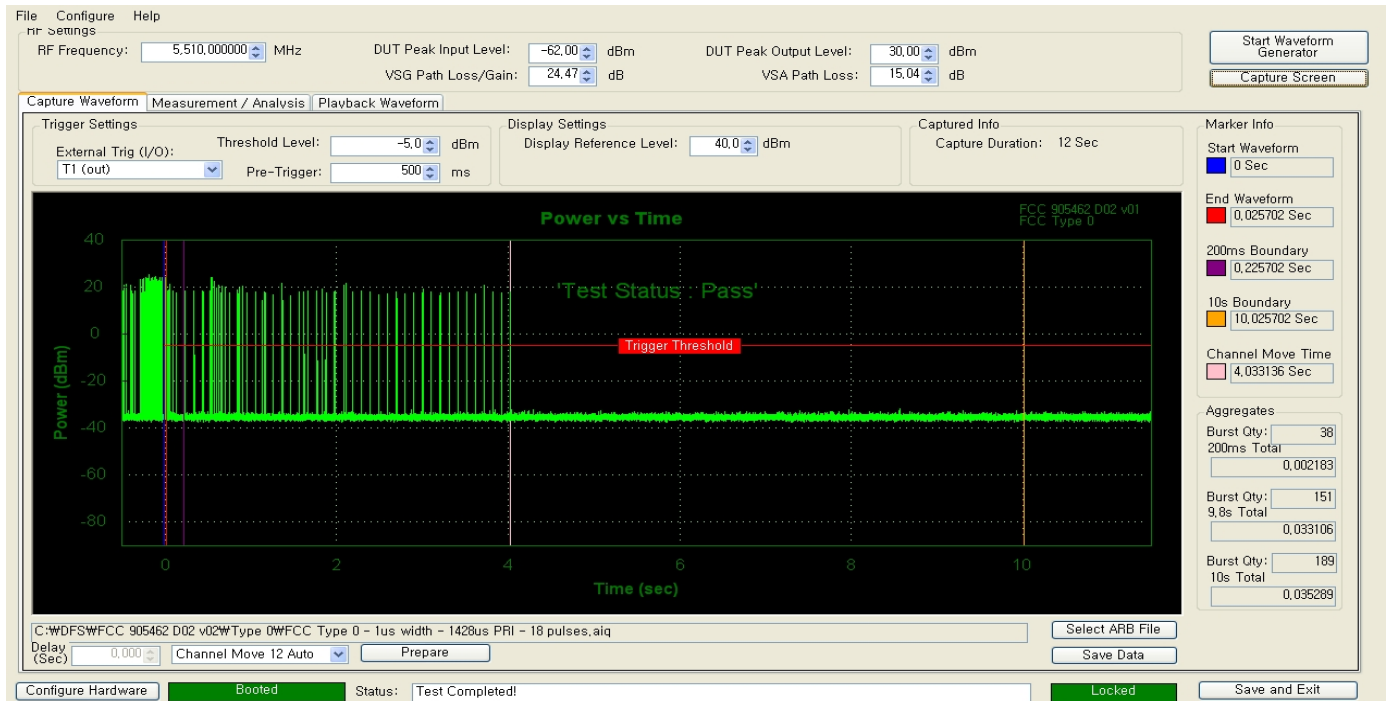 File Configure Help
RF Settings
RF Frequency: 5,510,000000 MHz DUT Peak Input Level: -62,00 dBm DUT Peak Output Level: 30,00 dBm
VSG Path Loss/Gain: 24,47 dB VSA Path Loss: 15,04 dB
Start Waveform
Generator
Capture Screen
Capture Waveform Measurement / Analysis Playback Waveform
Trigger Settings
External Trig (I/O): Threshold Level: -5,0 dBm
T1 (out) Pre-Trigger: 500 ms
Display Settings
Display Reference Level: 40,0 dBm
Captured Info
Capture Duration: 12 Sec
Marker Info
Start Waveform
0 Sec
End Waveform
0,025702 Sec
200ms Boundary
0,225702 Sec
10s Boundary
10,025702 Sec
Channel Move Time
4,033136 Sec
Aggregates
Burst Qty: 38
200ms Total
0,002183
Burst Qty: 151
9,8s Total
0,033106
Burst Qty: 189
10s Total
0,035289
Power vs Time
FCC 905462 D02 v01
FCC Type 0
'Test Status : Pass'
Trigger Threshold
Power (dBm)
40
20
0
-20
-40
-60
-80
0 2 4 6 8 10
Time (sec)
C:₩DFS₩FCC 905462 D02 v02₩Type 0₩FCC Type 0 - 1us width - 1428us PRI - 18 pulses,aiq
Select ARB File
Delay
(Sec) 0,000 Channel Move 12 Auto Prepare Save Data
Configure Hardware Booted Status: Test Completed! Locked Save and Exit